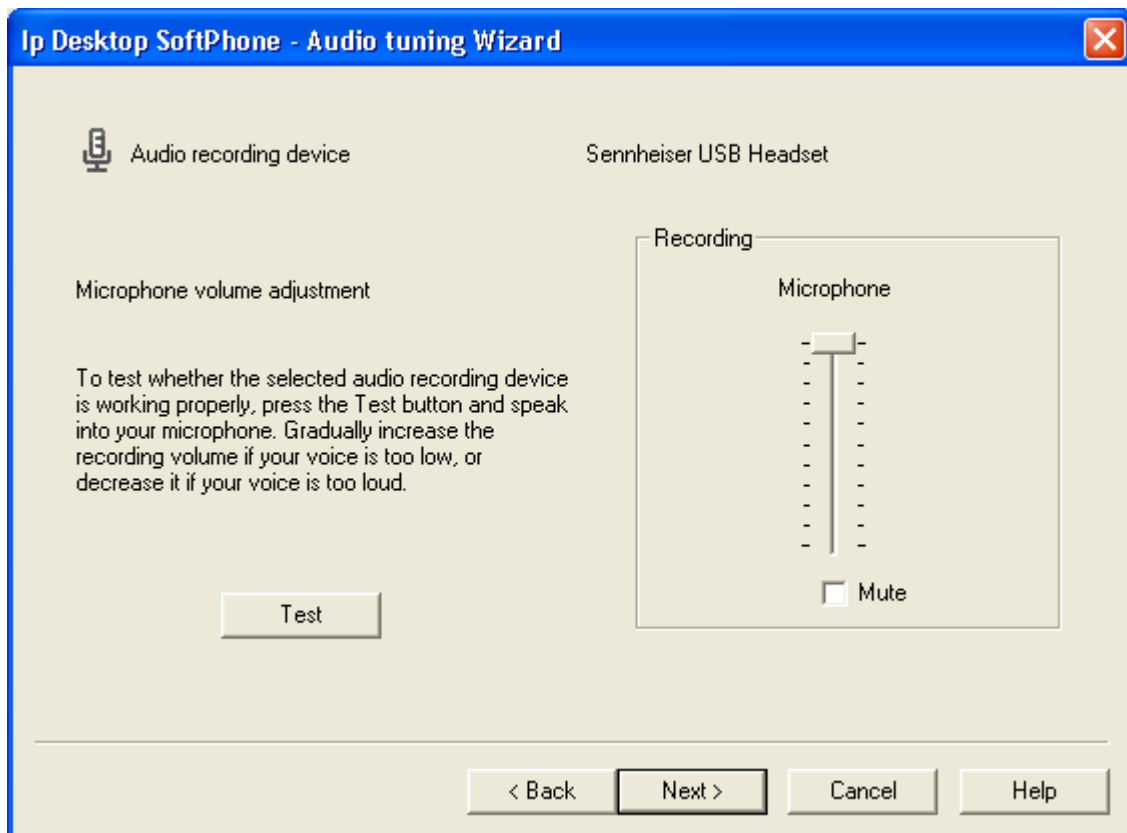 Ip Desktop SoftPhone - Audio tuning Wizard
Audio recording device
Sennheiser USB Headset
Recording
Microphone volume adjustment
Microphone
To test whether the selected audio recording device
is working properly, press the Test button and speak
into your microphone. Gradually increase the
recording volume if your voice is too low, or
decrease it if your voice is too loud.
Mute
Test
< Back
Next >
Cancel
Help